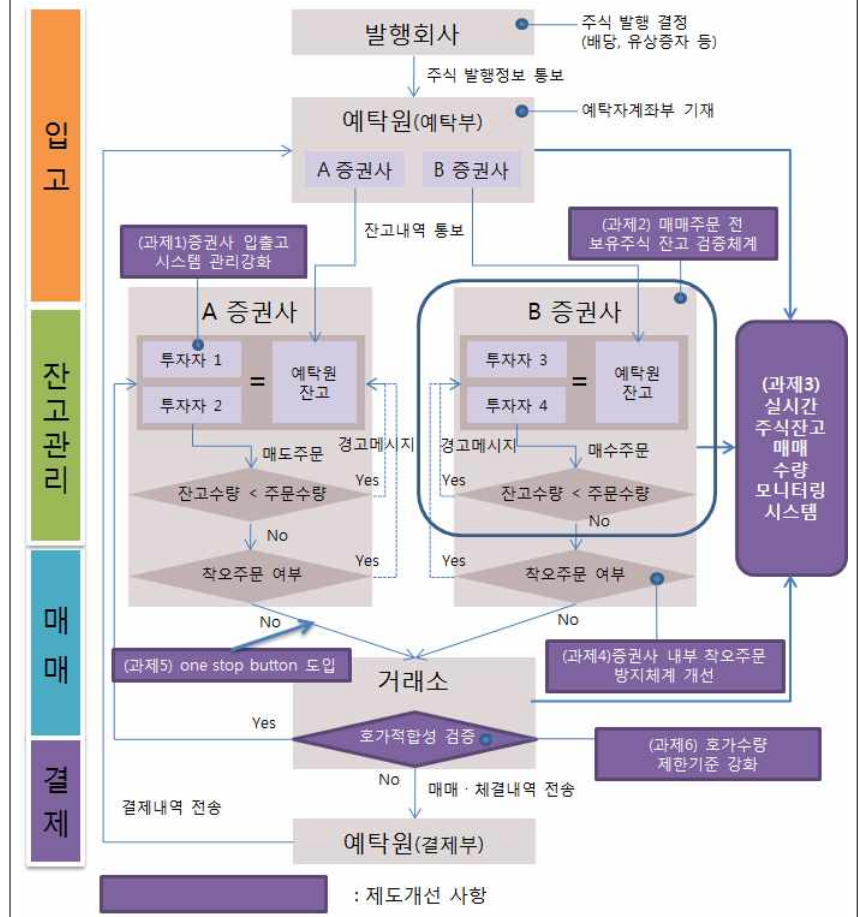 입
고
잔
고
관
리
매
매
결
제
발행회사
주식 발행 결정
(배당, 유상증자 등)
주식 발행정보 통보
예탁원(예탁부)
예탁자계좌부 기재
A 증권사
B 증권사
잔고내역 통보
(과제1)증권사 입출고
시스템 관리강화
(과제2) 매매주문 전
보유주식 잔고 검증체계
A 증권사
투자자 1
투자자 2
=
예탁원
잔고
매도주문
경고메시지
잔고수량 < 주문수량
Yes
No
착오주문 여부
Yes
No
B 증권사
투자자 3
투자자 4
=
예탁원
잔고
매수주문
경고메시지
잔고수량 < 주문수량
Yes
No
착오주문 여부
Yes
No
(과제3)
실시간
주식잔고
매매
수량
모니터링
시스템
(과제5) one stop button 도입
(과제4)증권사 내부 착오주문
방지체계 개선
거래소
호가적합성 검증
Yes
No
(과제6) 호가수량
제한기준 강화
매매 · 체결내역 전송
결제내역 전송
예탁원(결제부)
: 제도개선 사항